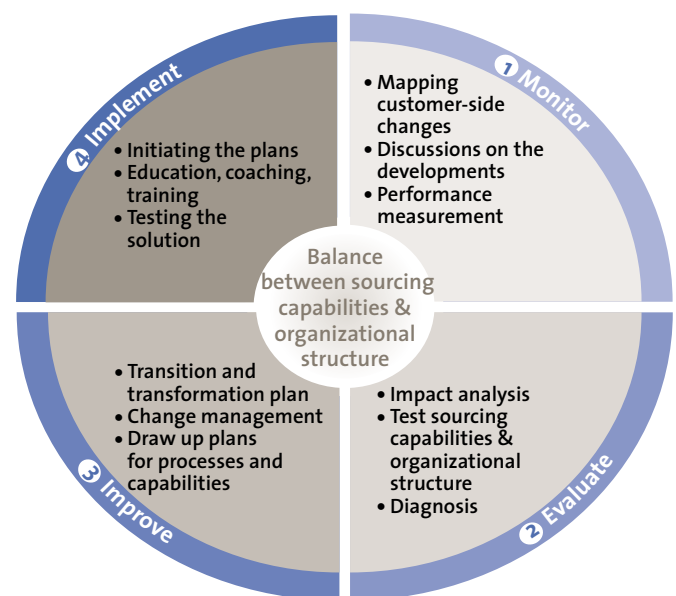 1 Monitor
• Mapping
customer-side
changes
• Discussions on the
developments
• Performance
measurement
2 Evaluate
• Impact analysis
• Test sourcing
capabilities &
organizational
structure
• Diagnosis
3 Improve
• Transition and
transformation plan
• Change management
• Draw up plans
for processes and
capabilities
4 Implement
• Initiating the plans
• Education, coaching,
training
• Testing the
solution
Balance
between sourcing
capabilities &
organizational
structure